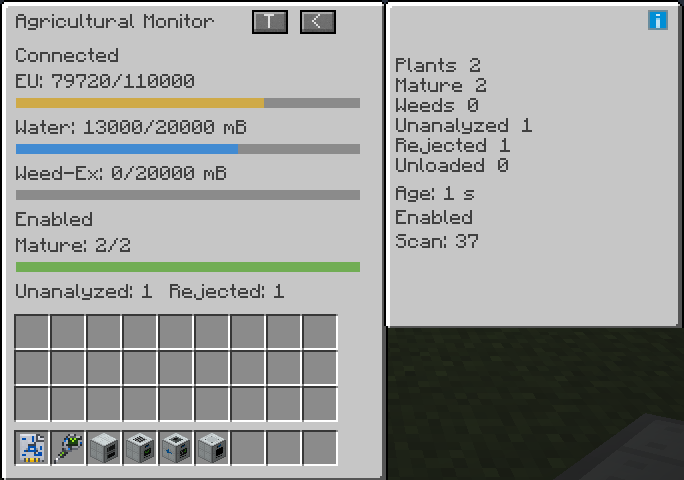 Agricultural Monitor T <
Connected
EU: 79720/110000
Water: 13000/20000 mB
Weed-Ex: 0/20000 mB
Enabled
Mature: 2/2
Unanalyzed: 1 Rejected: 1
i
Plants 2
Mature 2
Weeds 0
Unanalyzed 1
Rejected 1
Unloaded 0
Age: 1 s
Enabled
Scan: 37